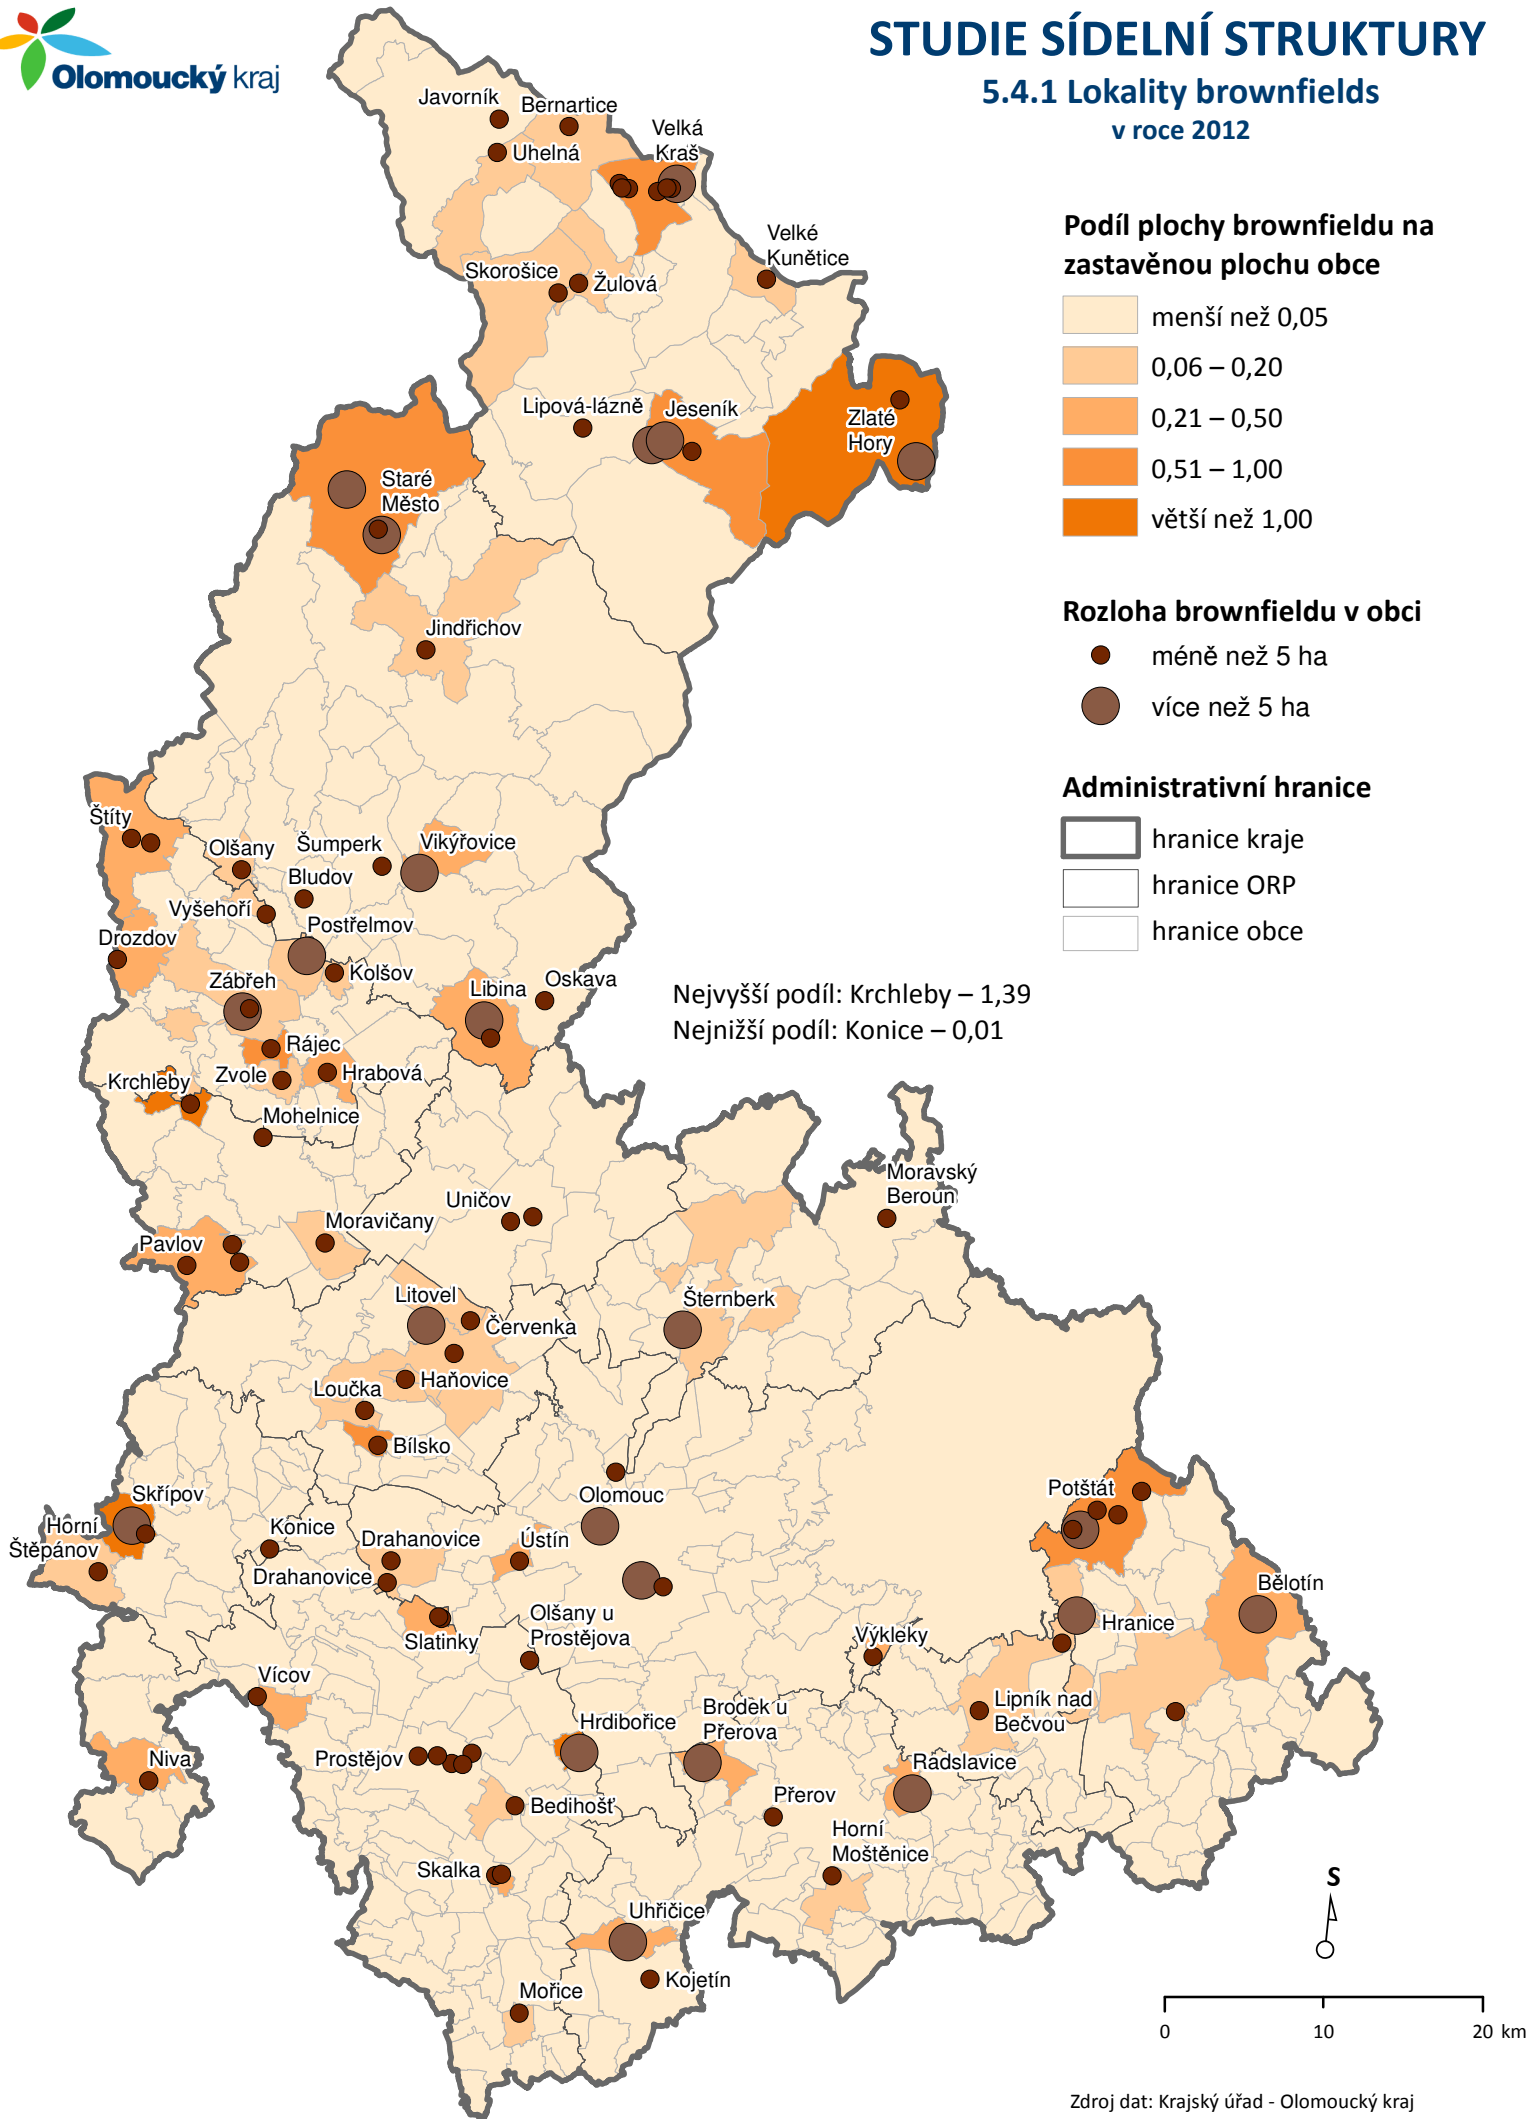 Olomoucký kraj
STUDIE SÍDELNÍ STRUKTURY
5.4.1 Lokality brownfields
v roce 2012
Podíl plochy brownfieldu na
zastavěnou plochu obce
menší než 0,05
0,06 – 0,20
0,21 – 0,50
0,51 – 1,00
větší než 1,00
Rozloha brownfieldu v obci
méně než 5 ha
více než 5 ha
Administrativní hranice
hranice kraje
hranice ORP
hranice obce
Nejvyšší podíl: Krchleby – 1,39
Nejnižší podíl: Konice – 0,01
Javorník
Bernartice
Uhelná
Velká
Kraš
Velké
Kunětice
Skorošice
Žulová
Lipová-lázně
Jeseník
Zlaté
Hory
Staré
Město
Jindřichov
Štíty
Olšany
Šumperk
Vikýřovice
Bludov
Vyšehoří
Postřelmov
Drozdov
Kolšov
Zábřeh
Libina
Oskava
Rájec
Zvole
Hrabová
Krchleby
Mohelnice
Moravský
Beroun
Uničov
Moravičany
Pavlov
Litovel
Červenka
Šternberk
Haňovice
Loučka
Bílsko
Skřípov
Horní
Štěpánov
Konice
Drahanovice
Drahanovice
Ústín
Olomouc
Potštát
Bělotín
Hranice
Slatinky
Olšany u
Prostějova
Výkleky
Vícov
Lipník nad
Bečvou
Brodek u
Přerova
Hrdibořice
Prostějov
Niva
Radslavice
Bedihošť
Přerov
Horní
Moštěnice
Skalka
Uhřičice
Kojetín
Mořice
S
0
10
20 km
Zdroj dat: Krajský úřad - Olomoucký kraj